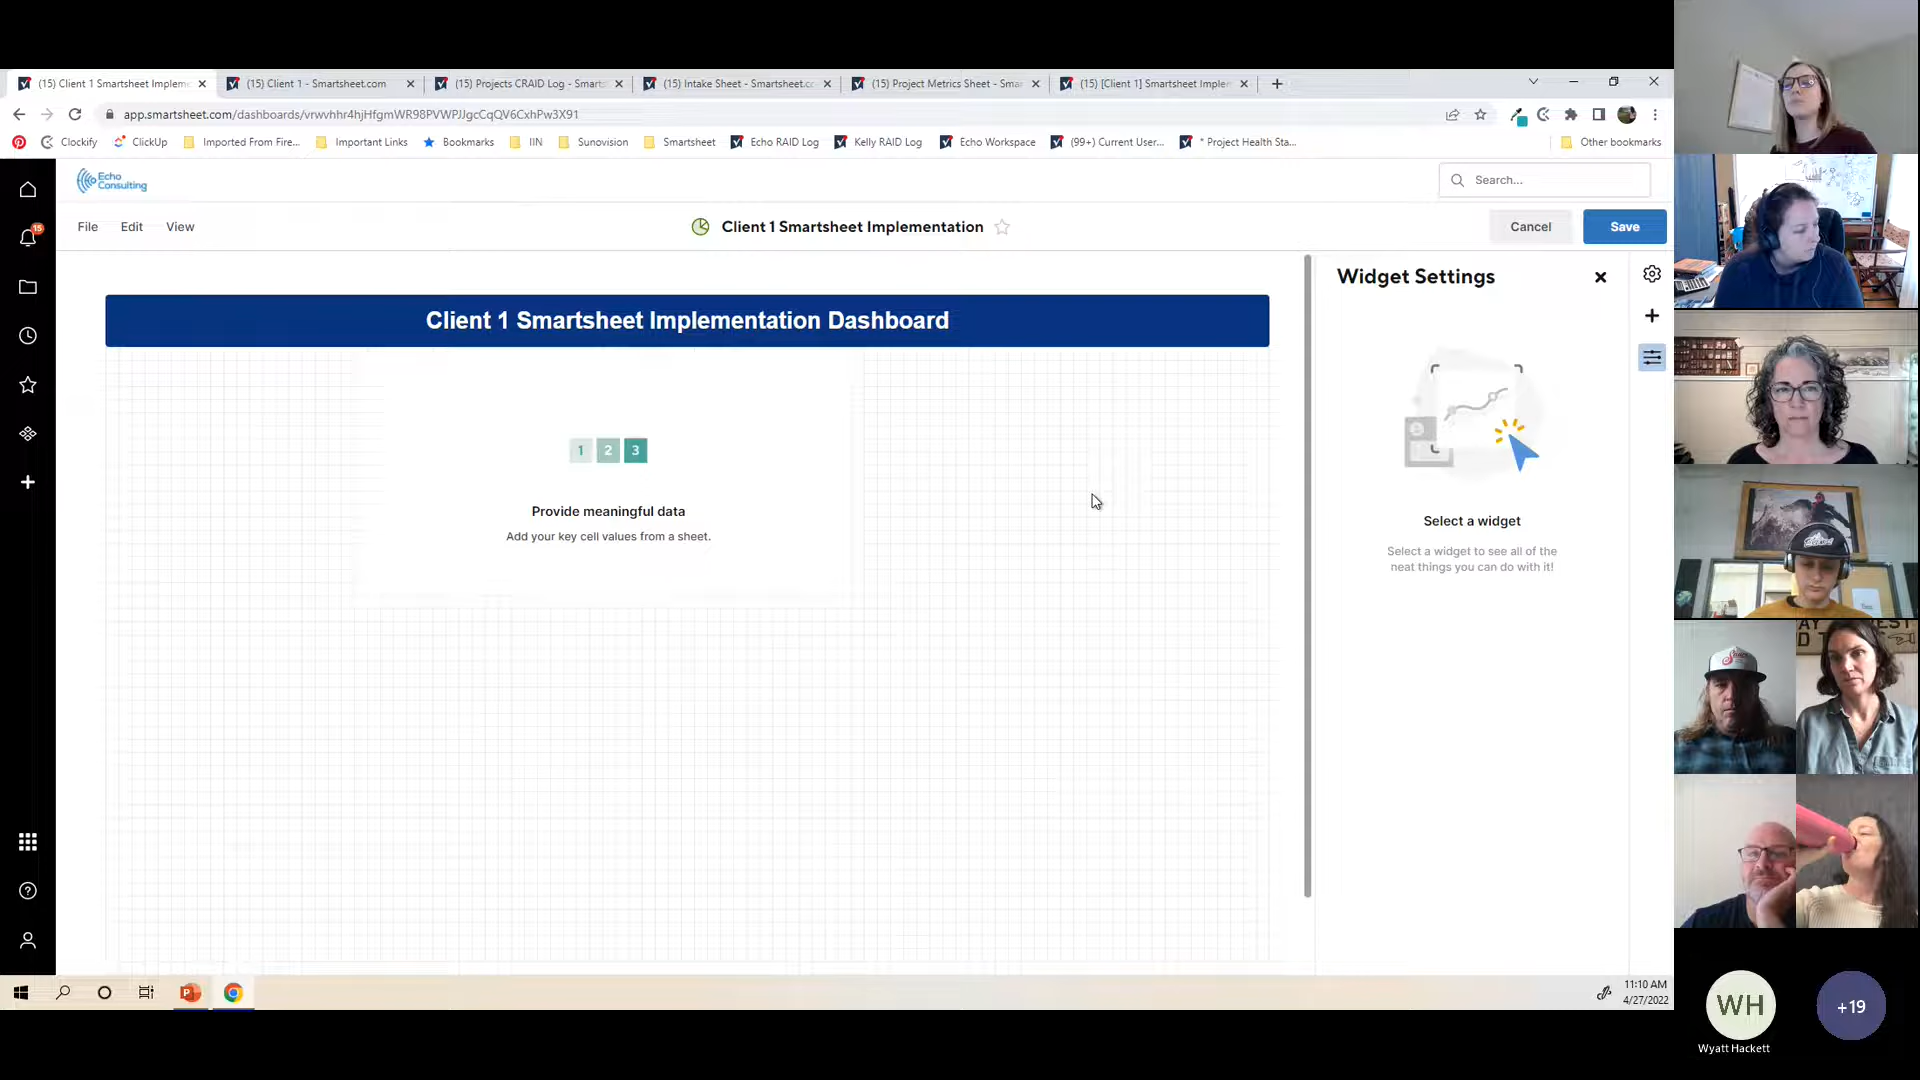 (15) Client 1 Smartsheet Implem
(15) Client 1 - Smartsheet.com
(15) Projects CRAID Log - Smarts
(15) Intake Sheet - Smartsheet.cc
(15) Project Metrics Sheet - Smar
(15) [Client 1] Smartsheet Implen
app.smartsheet.com/dashboards/vrwvhhr4hjHfgmWR98PVWPJJgcCqQV6CxhPw3X91
Clockify
ClickUp
Imported From Fire...
Important Links
Bookmarks
IIN
Sunovision
Smartsheet
Echo RAID Log
Kelly RAID Log
Echo Workspace
(99+) Current User...
* Project Health Sta...
Other bookmarks
Echo
Consulting
Search...
15
File
Edit
View
Client 1 Smartsheet Implementation
Cancel
Save
Client 1 Smartsheet Implementation Dashboard
1 2 3
Provide meaningful data
Add your key cell values from a sheet.
Widget Settings
Select a widget
Select a widget to see all of the
neat things you can do with it!
11:10 AM
4/27/2022
WH
Wyatt Hackett
+19